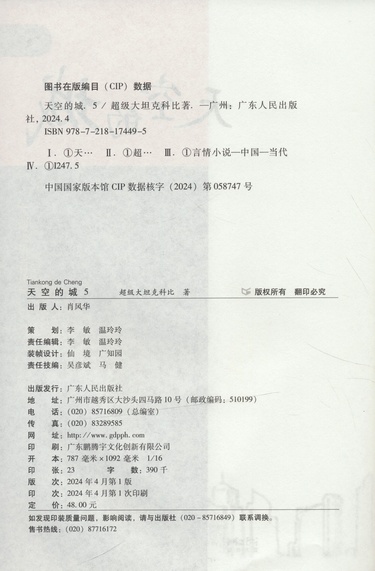 图书在版编目（CIP）数据
天空的城. 5 / 超级大坦克科比著. —广州：广东人民出版
社，2024.4
ISBN 978-7-218-17449-5
Ⅰ. ①天… Ⅱ. ①超… Ⅲ. ①言情小说—中国—当代
Ⅳ. ①I247.5
中国国家版本馆 CIP 数据核字（2024）第 058747 号
Tiankong de Cheng
天空的城 5 超级大坦克科比 著 版权所有 翻印必究
出 版 人：肖风华
策 划：李 敏 温玲玲
责任编辑：李 敏 温玲玲
装帧设计：仙 境 广知园
责任技编：吴彦斌 马 健
出版发行：广东人民出版社
地 址：广州市越秀区大沙头四马路 10 号（邮政编码：510199）
电 话：（020）85716809（总编室）
传 真：（020）83289585
网 址：http://www.gdpph.com
印 刷：广东鹏腾宇文化创新有限公司
开 本：787 毫米×1092 毫米 1/16
印 张：23 字 数：390 千
版 次：2024 年 4 月第 1 版
印 次：2024 年 4 月第 1 次印刷
定 价：48.00 元
如发现印装质量问题，影响阅读，请与出版社（020－85716849）联系调换。
售书热线：（020）87716172